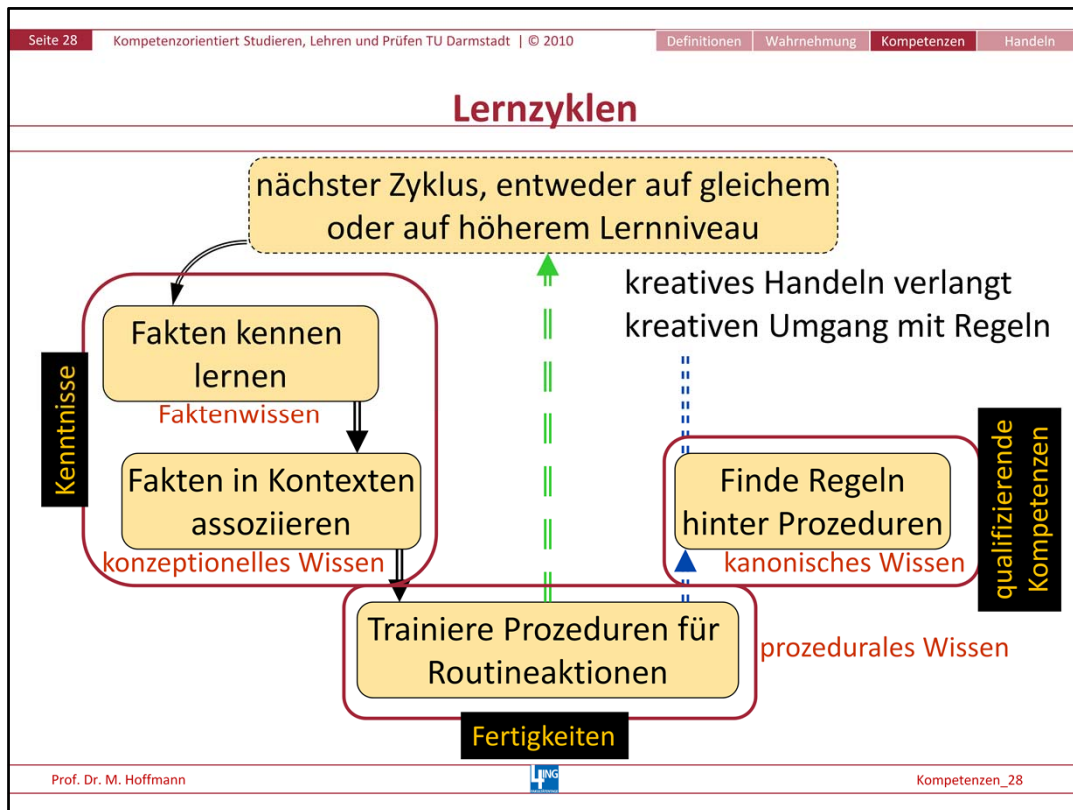 Seite 28
Kompetenzorientiert Studieren, Lehren und Prüfen TU Darmstadt | © 2010
Definitionen
Wahrnehmung
Kompetenzen
Handeln
Lernzyklen
nächster Zyklus, entweder auf gleichem
oder auf höherem Lernniveau
kreatives Handeln verlangt
kreativen Umgang mit Regeln
Kenntnisse
Fakten kennen
lernen
Faktenwissen
Fakten in Kontexten
assoziieren
konzeptionelles Wissen
Finde Regeln
hinter Prozeduren
kanonisches Wissen
qualifizierende
Kompetenzen
Trainiere Prozeduren für
Routineaktionen
prozedurales Wissen
Fertigkeiten
Prof. Dr. M. Hoffmann
4ING
Kompetenzen_28